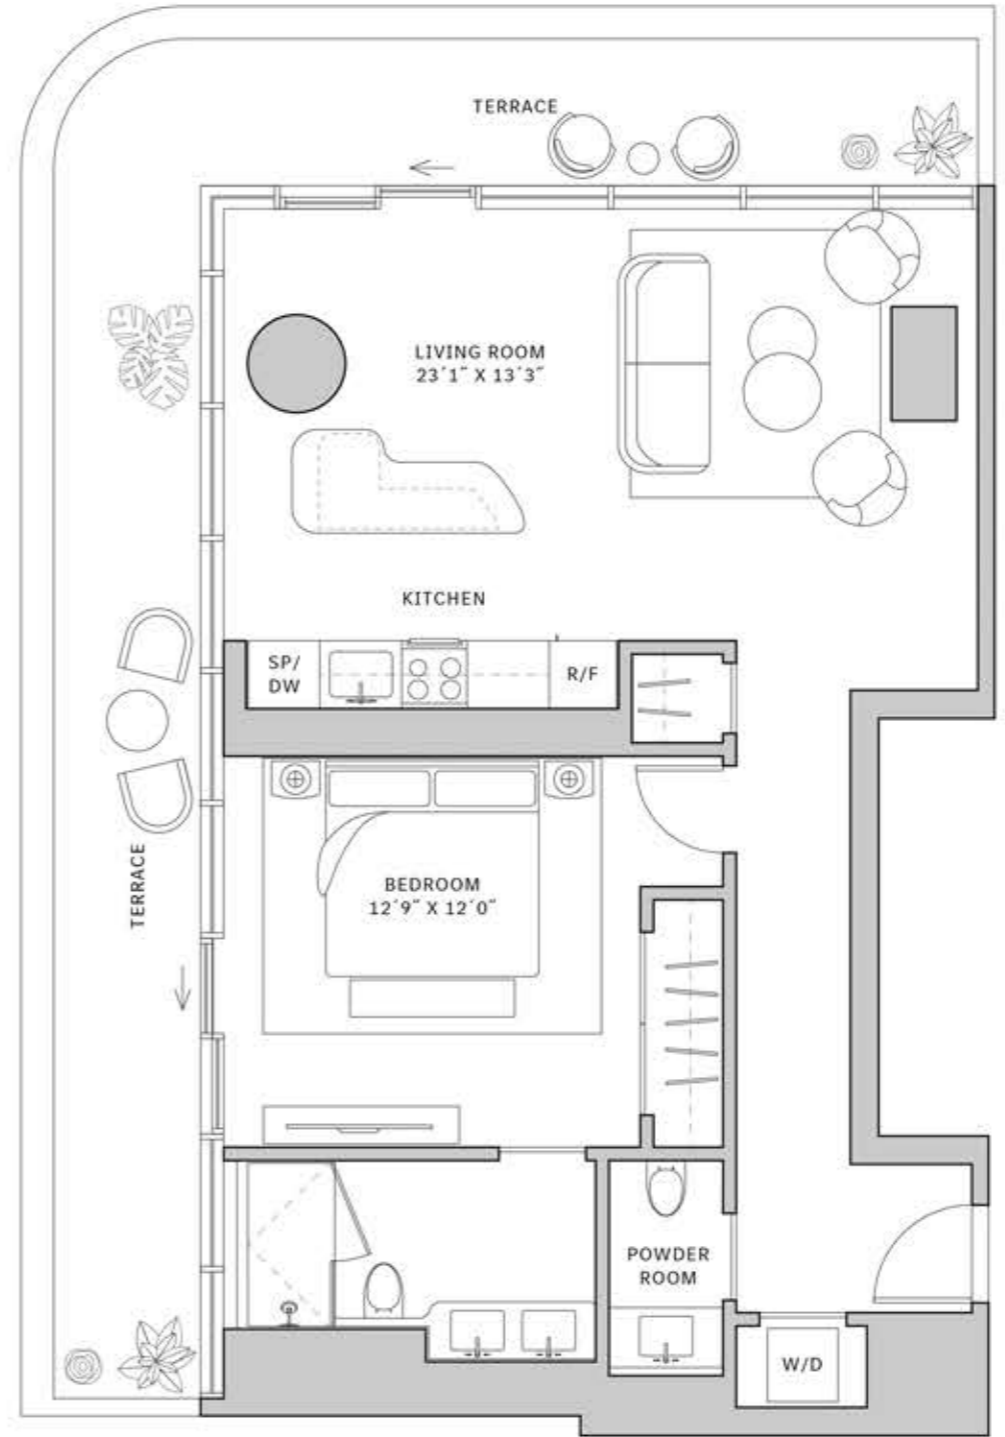 TERRACE
LIVING ROOM
23´1˝ X 13´3˝
KITCHEN
SP/
DW
R/F
BEDROOM
12´9˝ X 12´0˝
TERRACE
POWDER
ROOM
W/D